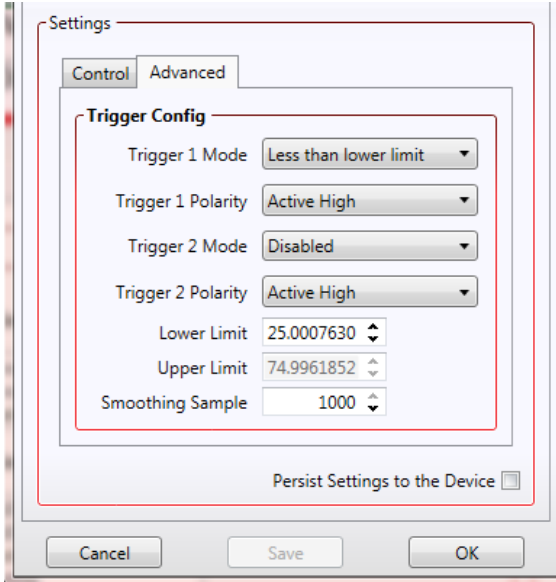 Settings
Control Advanced
Trigger Config
Trigger 1 Mode Less than lower limit
Trigger 1 Polarity Active High
Trigger 2 Mode Disabled
Trigger 2 Polarity Active High
Lower Limit 25.0007630
Upper Limit 74.9961852
Smoothing Sample 1000
Persist Settings to the Device
Cancel Save OK